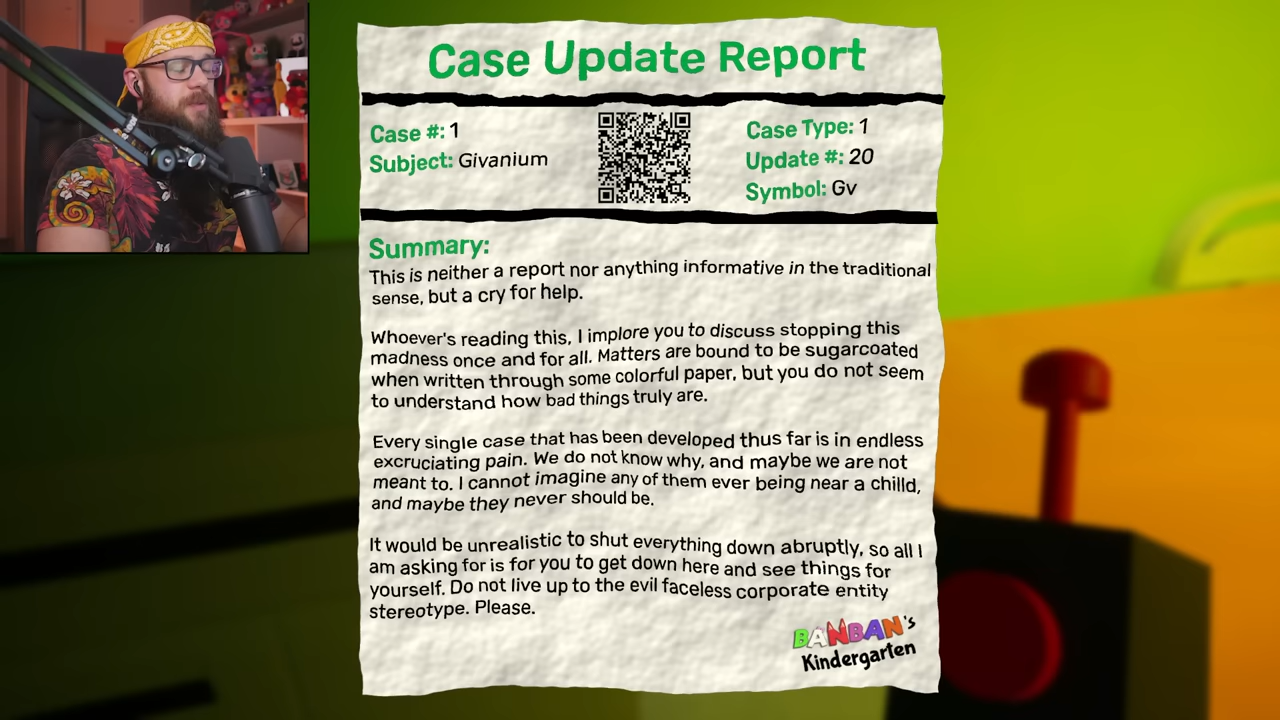 Case Update Report
Case #: 1
Subject: Givanium
Case Type: 1
Update #: 20
Symbol: Gv
Summary:
This is neither a report nor anything informative in the traditional
sense, but a cry for help.
Whoever's reading this, I implore you to discuss stopping this
madness once and for all. Matters are bound to be sugarcoated
when written through some colorful paper, but you do not seem
to understand how bad things truly are.
Every single case that has been developed thus far is in endless
excruciating pain. We do not know why, and maybe we are not
meant to. I cannot imagine any of them ever being near a chilld,
and maybe they never should be.
It would be unrealistic to shut everything down abruptly, so all I
am asking for is for you to get down here and see things for
yourself. Do not live up to the evil faceless corporate entity
stereotype. Please.
BANBAN's
Kindergarten